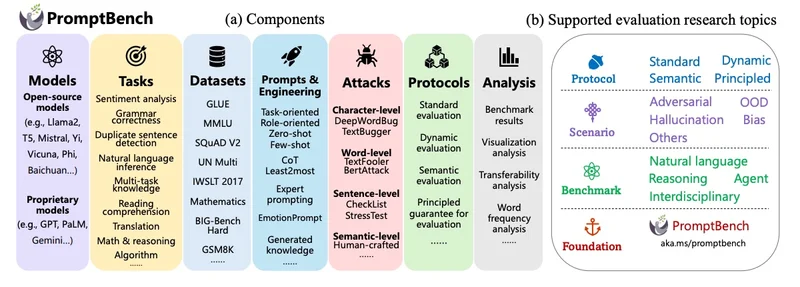 PromptBench
(a) Components
(b) Supported evaluation research topics
Models
Open-source
models
(e.g., Llama2,
T5, Mistral, Yi,
Vicuna, Phi,
Baichuan...)
Proprietary
models
(e.g., GPT, PaLM,
Gemini...)
Tasks
Sentiment analysis
Grammar
correctness
Duplicate sentence
detection
Natural language
inference
Multi-task
knowledge
Reading
comprehension
Translation
Math & reasoning
Algorithm
......
Datasets
GLUE
MMLU
SQuAD V2
UN Multi
IWSLT 2017
Mathematics
BIG-Bench
Hard
GSM8K
Prompts &
Engineering
Task-oriented
Role-oriented
Zero-shot
Few-shot
CoT
Least2most
Expert
prompting
EmotionPrompt
Generated
knowledge
......
Attacks
Character-level
DeepWordBug
TextBugger
Word-level
TextFooler
BertAttack
Sentence-level
CheckList
StressTest
Semantic-level
Human-crafted
......
Protocols
Standard
evaluation
Dynamic
evaluation
Semantic
evaluation
Principled
guarantee for
evaluation
......
Analysis
Benchmark
results
Visualization
analysis
Transferability
analysis
Word
frequency
analysis
......
Protocol
Standard Dynamic
Semantic Principled
Scenario
Adversarial OOD
Hallucination Bias
Others
Benchmark
Natural language
Reasoning Agent
Interdisciplinary
Foundation
PromptBench
aka.ms/promptbench